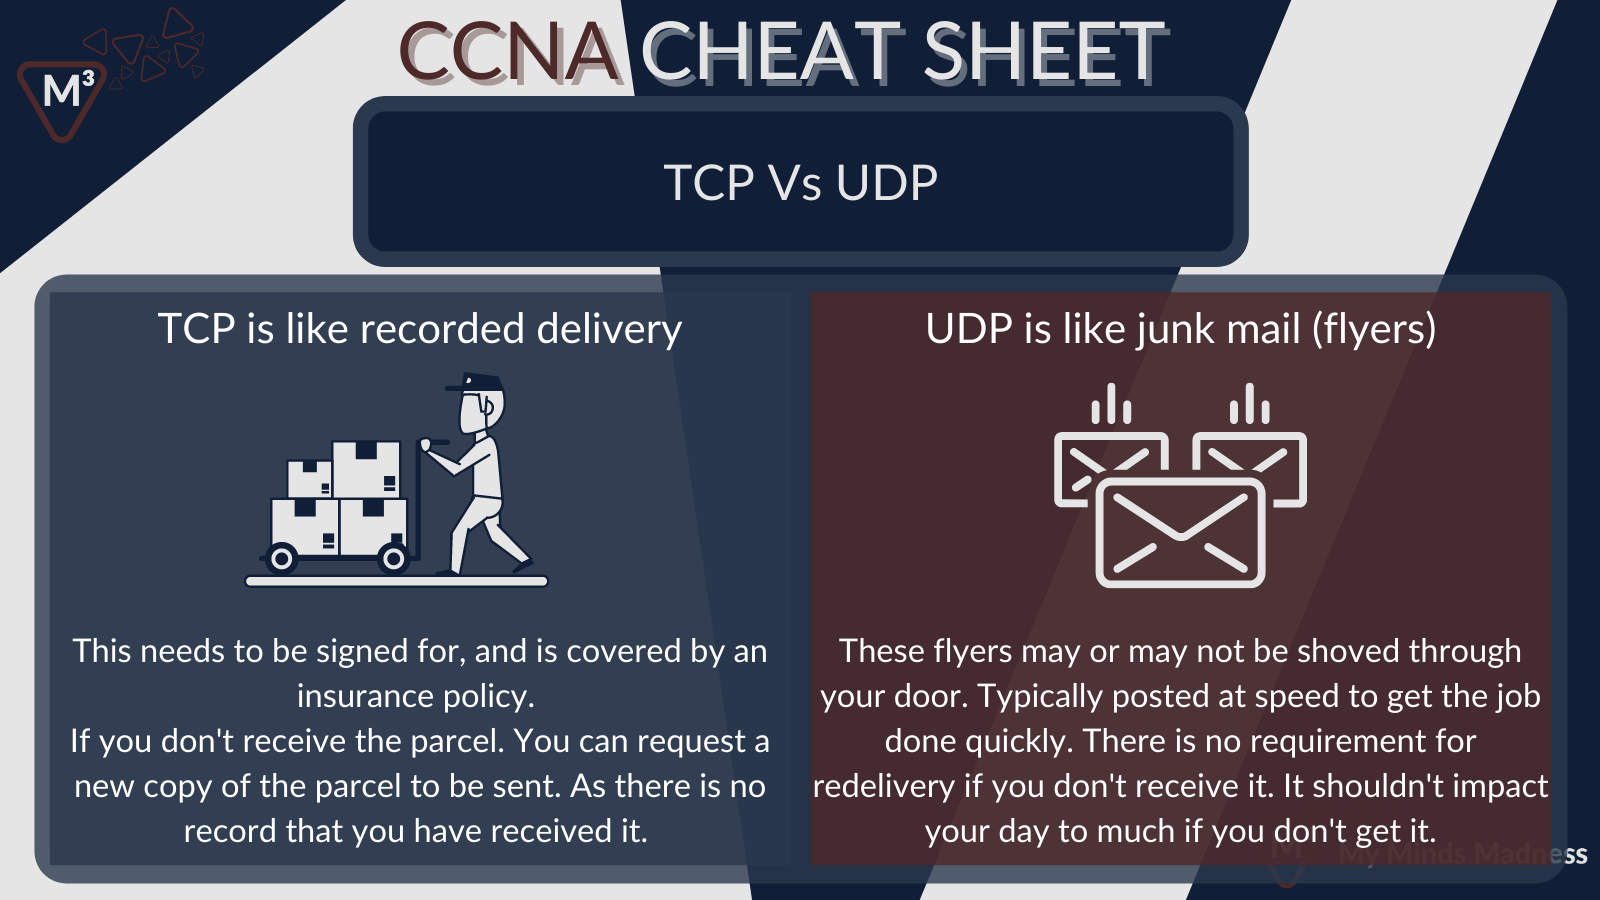 CCNA CHEAT SHEET
M³
TCP Vs UDP
TCP is like recorded delivery
This needs to be signed for, and is covered by an
insurance policy.
If you don't receive the parcel. You can request a
new copy of the parcel to be sent. As there is no
record that you have received it.
UDP is like junk mail (flyers)
These flyers may or may not be shoved through
your door. Typically posted at speed to get the job
done quickly. There is no requirement for
redelivery if you don't receive it. It shouldn't impact
your day to much if you don't get it.
M
My Minds Madness